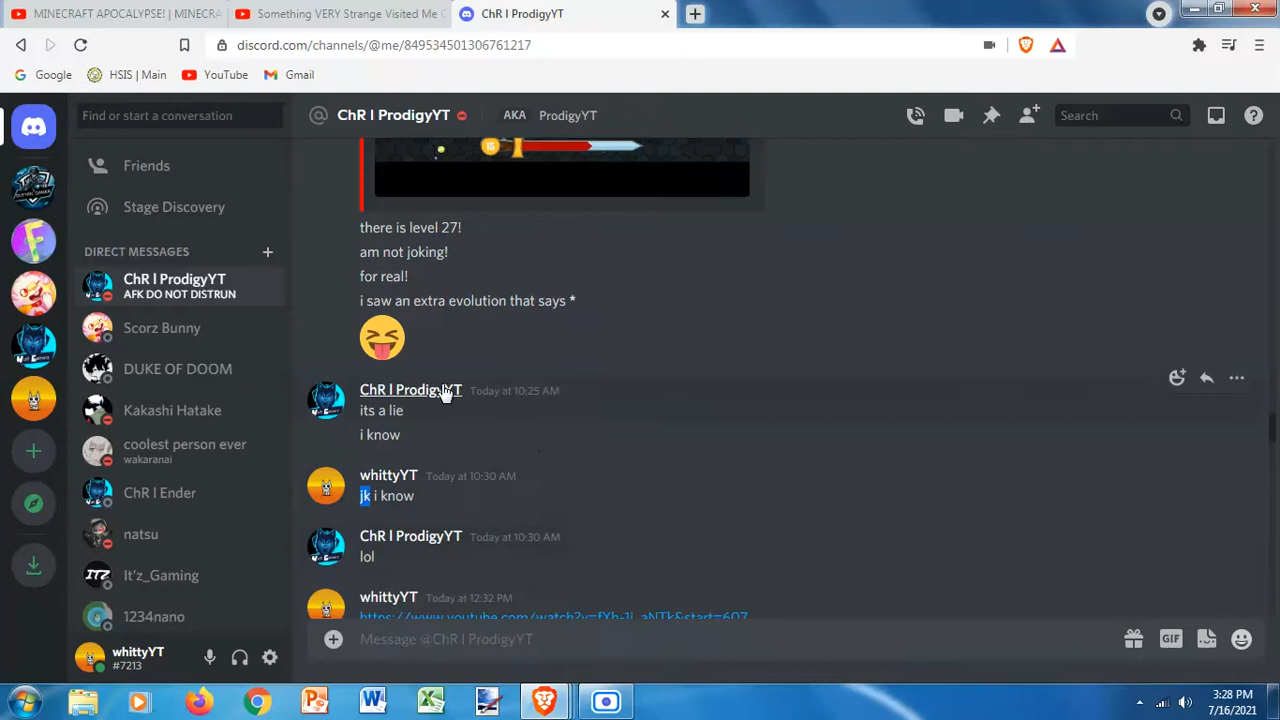 MINECRAFT APOCALYPSE! | MINECRA
Something VERY Strange Visited Me O
ChR l ProdigyYT
discord.com/channels/@me/849534501306761217
Google
HSIS | Main
YouTube
Gmail
Find or start a conversation
@ ChR l ProdigyYT
AKA ProdigyYT
Search
Friends
Stage Discovery
DIRECT MESSAGES
ChR l ProdigyYT
AFK DO NOT DISTRUN
Scorz Bunny
DUKE OF DOOM
Kakashi Hatake
coolest person ever
wakaranai
ChR l Ender
natsu
ITZ
It'z_Gaming
1234nano
whittyYT
#7213
15
there is level 27!
am not joking!
for real!
i saw an extra evolution that says *
ChR l ProdigyYT Today at 10:25 AM
its a lie
i know
whittyYT Today at 10:30 AM
jk i know
ChR l ProdigyYT Today at 10:30 AM
lol
whittyYT Today at 12:32 PM
Message @ChR l ProdigyYT
GIF
3:28 PM
7/16/2021